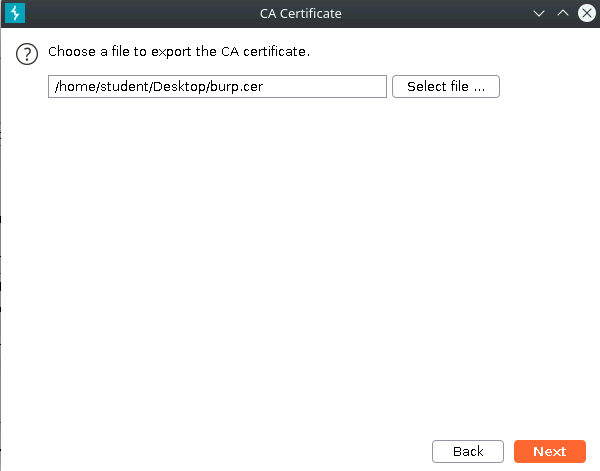 CA Certificate
Choose a file to export the CA certificate.
/home/student/Desktop/burp.cer
Select file ...
Back
Next